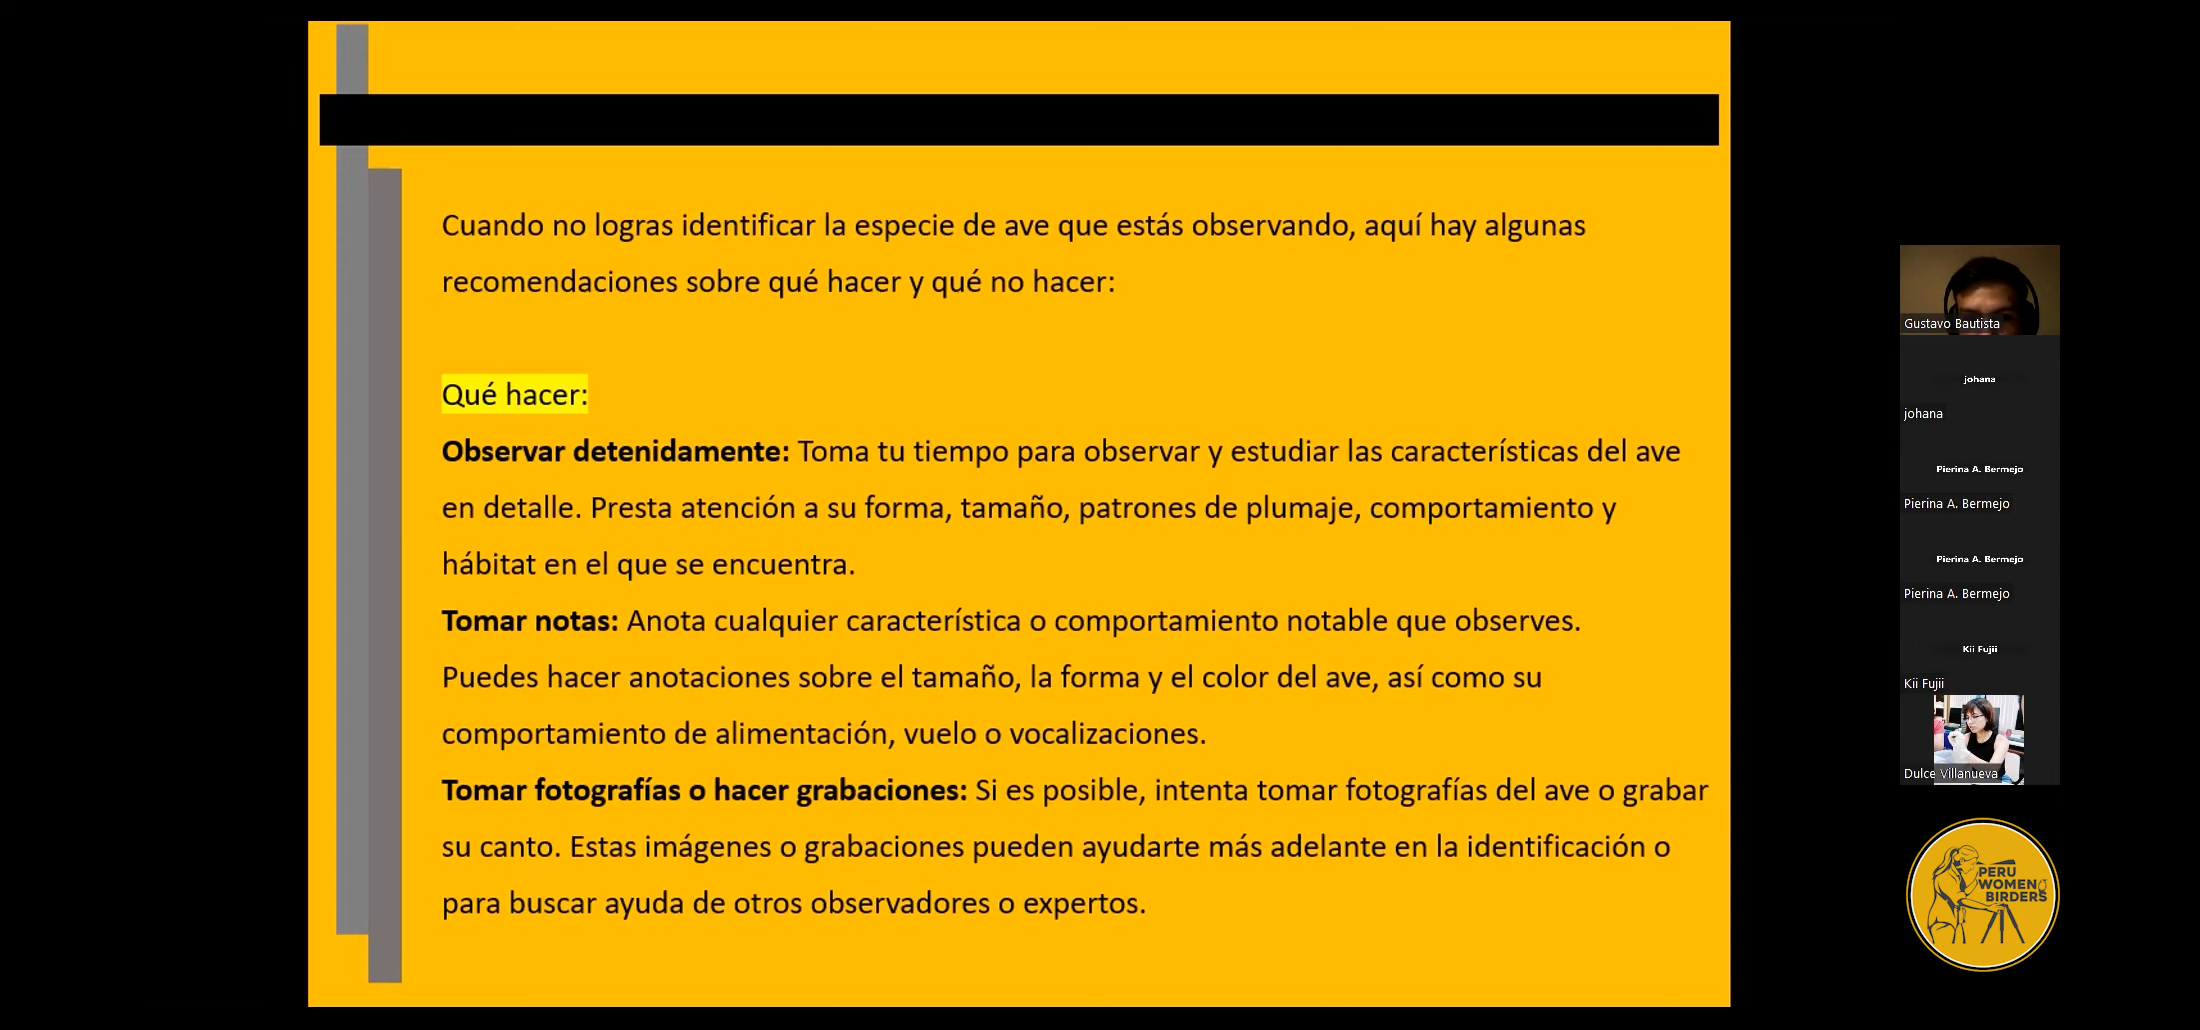 Cuando no logras identificar la especie de ave que estás observando, aquí hay algunas
recomendaciones sobre qué hacer y qué no hacer:
Qué hacer:
Observar detenidamente: Toma tu tiempo para observar y estudiar las características del ave
en detalle. Presta atención a su forma, tamaño, patrones de plumaje, comportamiento y
hábitat en el que se encuentra.
Tomar notas: Anota cualquier característica o comportamiento notable que observes.
Puedes hacer anotaciones sobre el tamaño, la forma y el color del ave, así como su
comportamiento de alimentación, vuelo o vocalizaciones.
Tomar fotografías o hacer grabaciones: Si es posible, intenta tomar fotografías del ave o grabar
su canto. Estas imágenes o grabaciones pueden ayudarte más adelante en la identificación o
para buscar ayuda de otros observadores o expertos.
Gustavo Bautista
johana
johana
Pierina A. Bermejo
Pierina A. Bermejo
Pierina A. Bermejo
Pierina A. Bermejo
Kii Fujii
Kii Fujii
Dulce Villanueva
PERU
WOMEN
BIRDERS